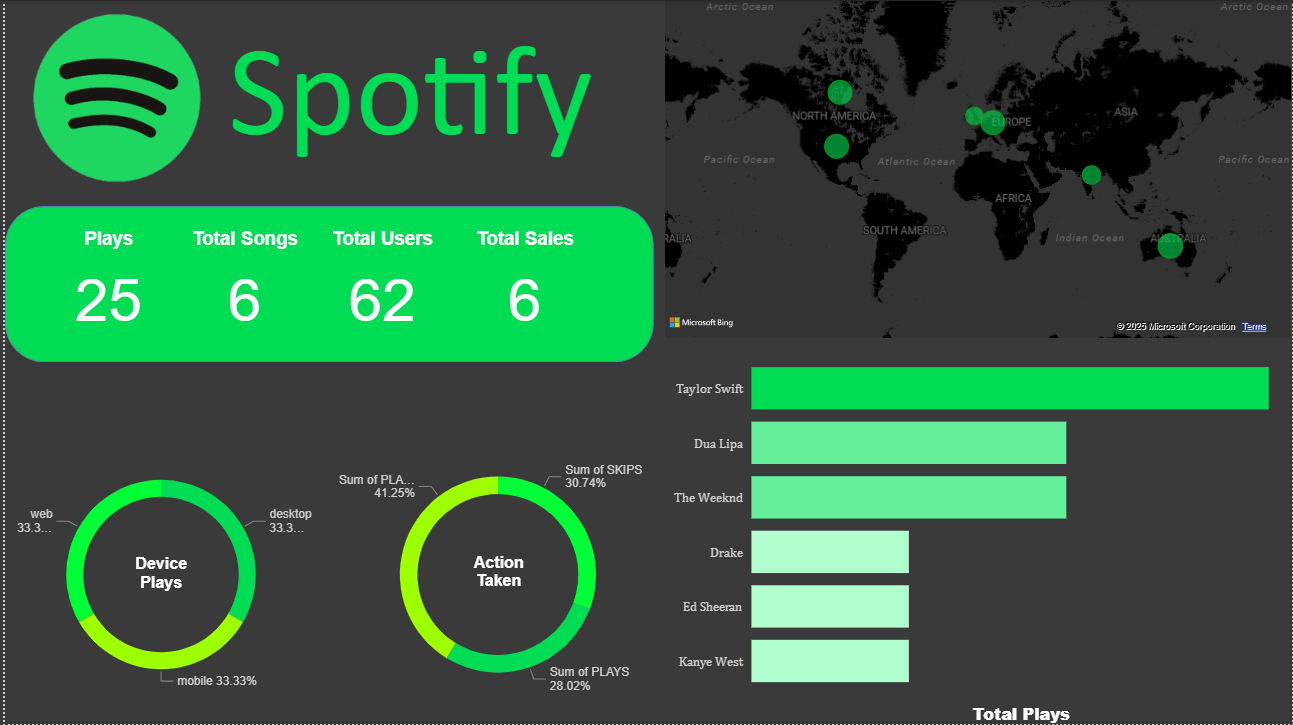 Spotify
Plays Total Songs Total Users Total Sales
25 6 62 6
Arctic Ocean Arctic Ocean
NORTH AMERICA
EUROPE
ASIA
Pacific Ocean Atlantic Ocean Pacific Ocean
AFRICA
SOUTH AMERICA
Indian Ocean
RALIA AUSTRALIA
Microsoft Bing
© 2025 Microsoft Corporation Terms
web
33.3...
desktop
33.3...
Device
Plays
mobile 33.33%
Sum of PLA...
41.25%
Sum of SKIPS
30.74%
Action
Taken
Sum of PLAYS
28.02%
Taylor Swift
Dua Lipa
The Weeknd
Drake
Ed Sheeran
Kanye West
Total Plays